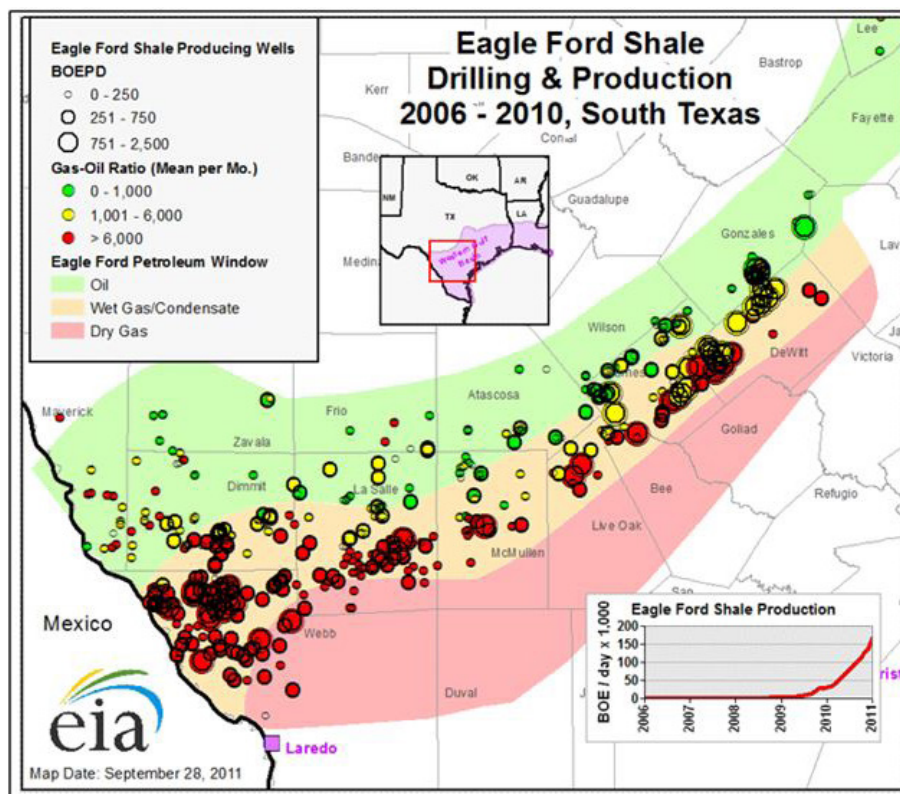 Eagle Ford Shale
Drilling & Production
2006 - 2010, South Texas
Eagle Ford Shale Producing Wells
BOEPD
0 - 250
251 - 750
751 - 2,500
Gas-Oil Ratio (Mean per Mo.)
0 - 1,000
1,001 - 6,000
> 6,000
Eagle Ford Petroleum Window
Oil
Wet Gas/Condensate
Dry Gas
Lee
Bastrop
Kerr
Fayette
OK
AR
NM
TX
LA
Guadalupe
Gonzales
Wilson
DeWitt
Victoria
Maverick
Frio
Atascosa
Zavala
Goliad
Dimmit
La Salle
Bee
Refugio
Live Oak
McMullen
Mexico
Webb
Duval
Eagle Ford Shale Production
BOE / day x 1,000
200
150
100
50
0
2006
2007
2008
2009
2010
2011
eia
Laredo
Map Date: September 28, 2011